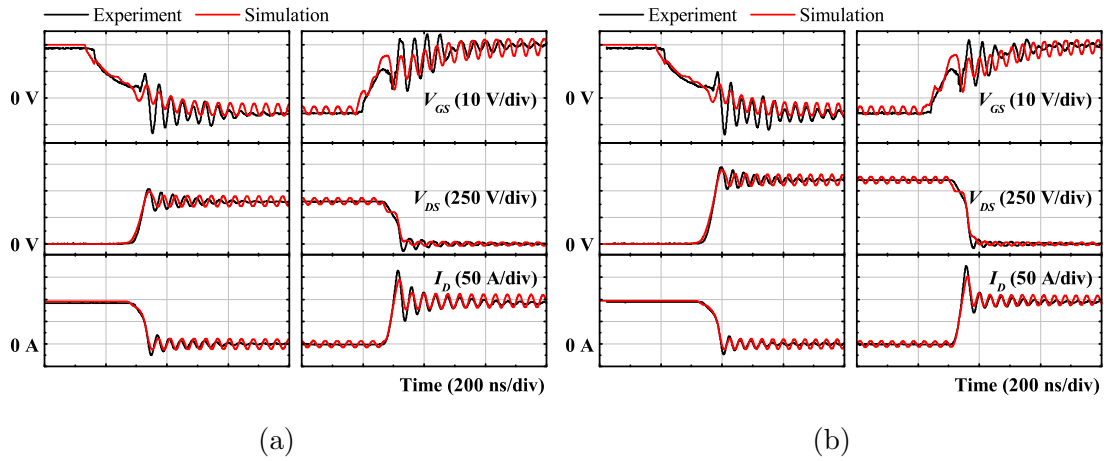 Experiment Simulation
0 V
V_GS (10 V/div)
0 V
V_DS (250 V/div)
0 A
I_D (50 A/div)
Time (200 ns/div)
(a)
Experiment Simulation
0 V
V_GS (10 V/div)
0 V
V_DS (250 V/div)
0 A
I_D (50 A/div)
Time (200 ns/div)
(b)